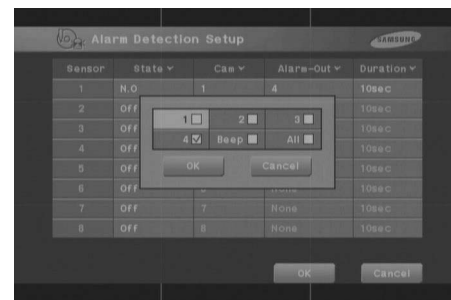 Alarm Detection Setup SAMSUNG
Sensor State Cam Alarm-Out Duration
1 N.O 1 4 10sec
2 Off 10sec
3 Off 10sec
4 Off 10sec
5 Off 10sec
6 Off None 10sec
7 Off 7 None 10sec
8 Off 8 None 10sec
1 2 3
4 Beep All
OK Cancel
OK Cancel